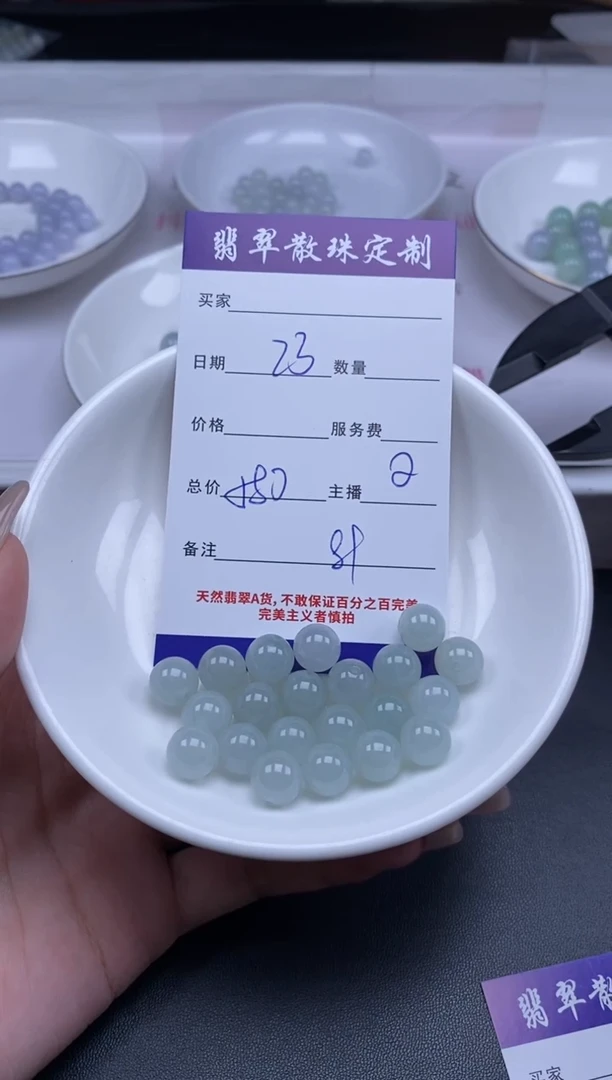 翡翠散珠定制
买家
日期 23 数量
价格 服务费
总价 主播 2
备注
天然翡翠A货,不敢保证百分之百完美
完美主义者慎拍
翡翠散
买家